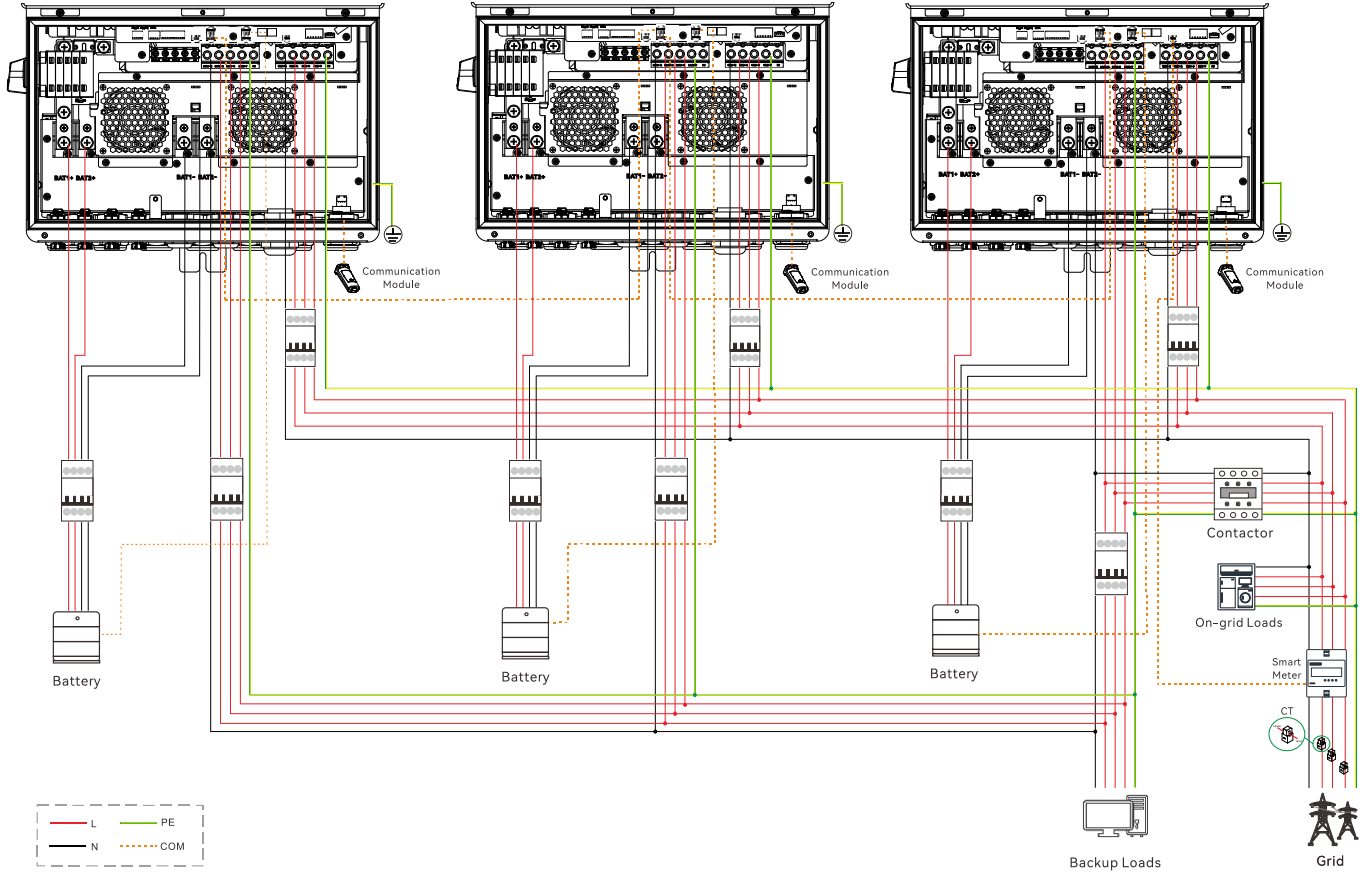 BAT1+ BAT2+
BAT1- BAT2-
BAT1+ BAT2+
BAT1- BAT2-
BAT1+ BAT2+
BAT1- BAT2-
Communication
Module
Communication
Module
Communication
Module
Contactor
On-grid Loads
Smart
Meter
CT
Battery
Battery
Battery
L
PE
N
COM
Backup Loads
Grid